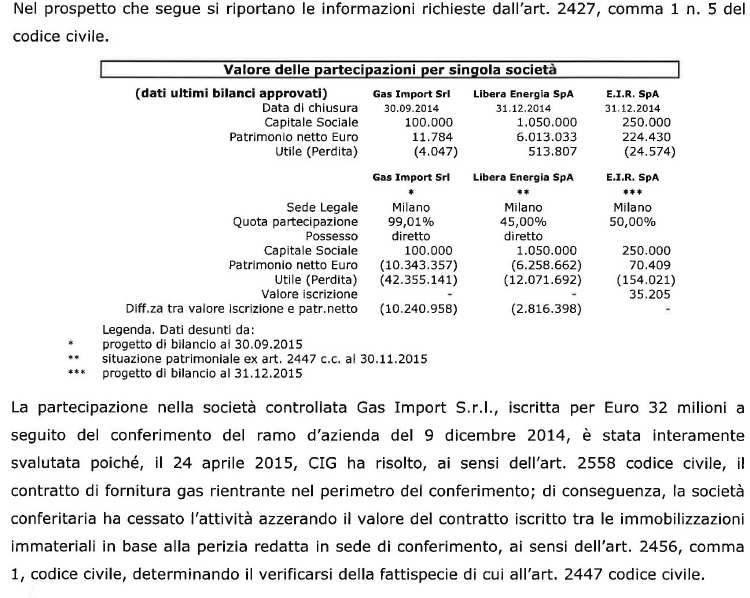 Nel prospetto che segue si riportano le informazioni richieste dall'art. 2427, comma 1 n. 5 del
codice civile.
Valore delle partecipazioni per singola società
(dati ultimi bilanci approvati) Gas Import Srl Libera Energia SpA E.I.R. SpA
Data di chiusura 30.09.2014 31.12.2014 31.12.2014
Capitale Sociale 100.000 1.050.000 250.000
Patrimonio netto Euro 11.784 6.013.033 224.430
Utile (Perdita) (4.047) 513.807 (24.574)
Gas Import Srl Libera Energia SpA E.I.R. SpA
* ** ***
Sede Legale Milano Milano Milano
Quota partecipazione 99,01% 45,00% 50,00%
Possesso diretto diretto
Capitale Sociale 100.000 1.050.000 250.000
Patrimonio netto Euro (10.343.357) (6.258.662) 70.409
Utile (Perdita) (42.355.141) (12.071.692) (154.021)
Valore iscrizione - - 35.205
Diff.za tra valore iscrizione e patr.netto (10.240.958) (2.816.398) -
Legenda. Dati desunti da:
* progetto di bilancio al 30.09.2015
** situazione patrimoniale ex art. 2447 c.c. al 30.11.2015
*** progetto di bilancio al 31.12.2015
La partecipazione nella società controllata Gas Import S.r.l., iscritta per Euro 32 milioni a
seguito del conferimento del ramo d'azienda del 9 dicembre 2014, è stata interamente
svalutata poiché, il 24 aprile 2015, CIG ha risolto, ai sensi dell'art. 2558 codice civile, il
contratto di fornitura gas rientrante nel perimetro del conferimento; di conseguenza, la società
conferitaria ha cessato l'attività azzerando il valore del contratto iscritto tra le immobilizzazioni
immateriali in base alla perizia redatta in sede di conferimento, ai sensi dell'art. 2456, comma
1, codice civile, determinando il verificarsi della fattispecie di cui all'art. 2447 codice civile.